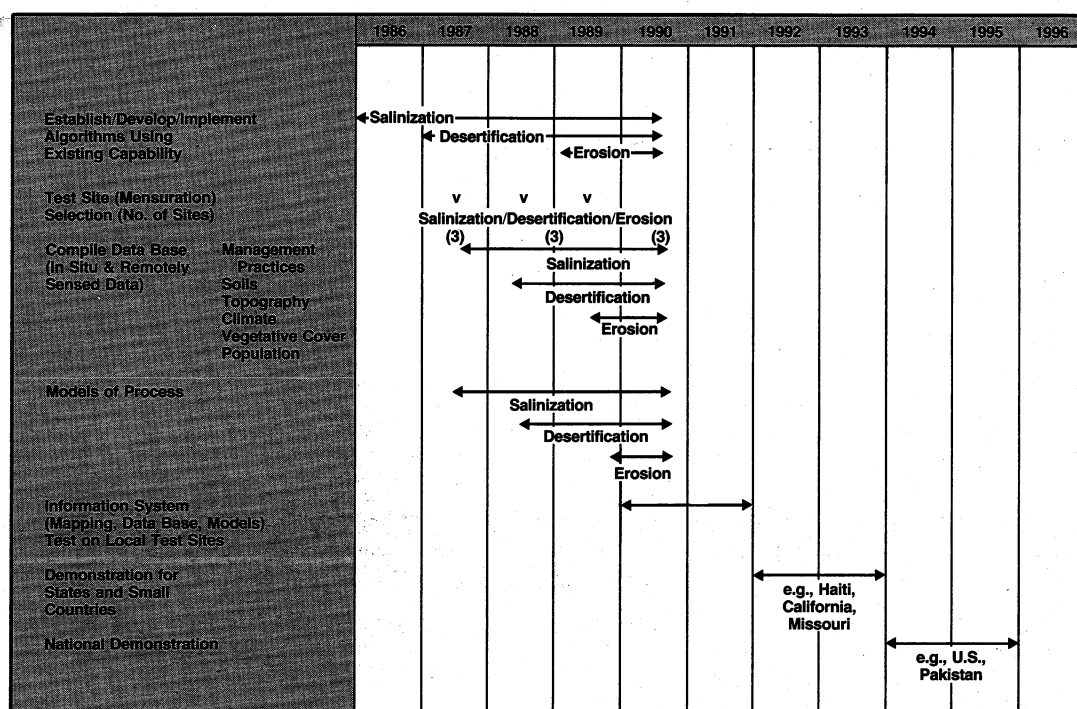 1986 1987 1988 1989 1990 1991 1992 1993 1994 1995 1996
Establish/Develop/Implement
Algorithms Using
Existing Capability
Salinization
Desertification
Erosion
Test Site (Mensuration)
Selection (No. of Sites)
v v v
Salinization/Desertification/Erosion
(3) (3) (3)
Compile Data Base
(In Situ & Remotely
Sensed Data)
Management
Practices
Soils
Topography
Climate
Vegetative Cover
Population
Salinization
Desertification
Erosion
Models of Process
Salinization
Desertification
Erosion
Information System
(Mapping, Data Base, Models)
Test on Local Test Sites
Demonstration for
States and Small
Countries
e.g., Haiti,
California,
Missouri
National Demonstration
e.g., U.S.,
Pakistan